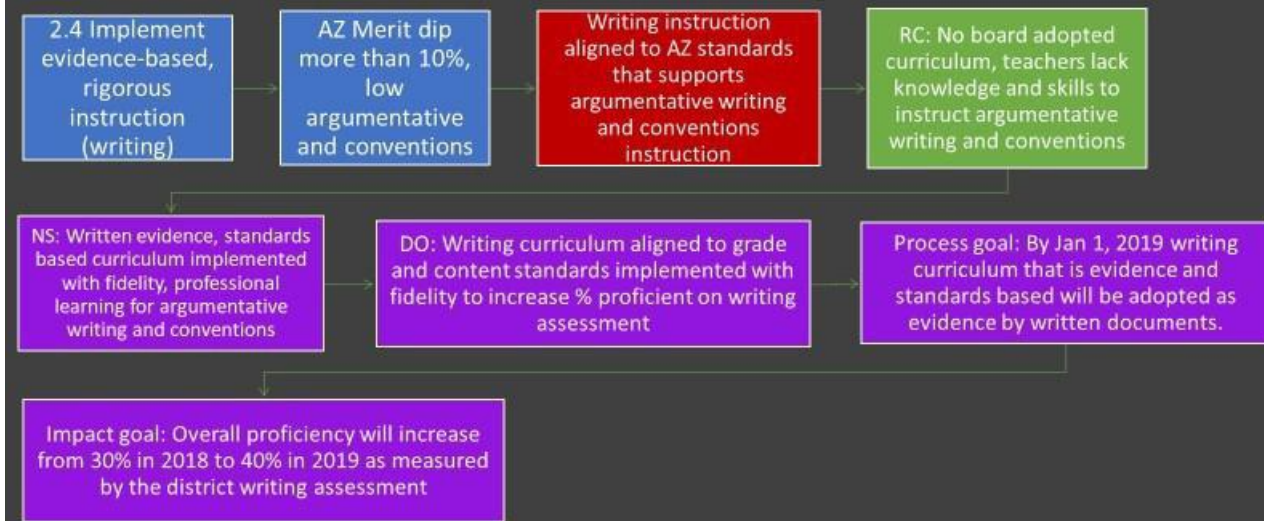 2.4 Implement
evidence-based,
rigorous
instruction
(writing)
AZ Merit dip
more than 10%,
low
argumentative
and conventions
Writing instruction
aligned to AZ standards
that supports
argumentative writing
and conventions
instruction
RC: No board adopted
curriculum, teachers lack
knowledge and skills to
instruct argumentative
writing and conventions
NS: Written evidence, standards
based curriculum implemented
with fidelity, professional
learning for argumentative
writing and conventions
DO: Writing curriculum aligned to grade
and content standards implemented with
fidelity to increase % proficient on writing
assessment
Process goal: By Jan 1, 2019 writing
curriculum that is evidence and
standards based will be adopted as
evidence by written documents.
Impact goal: Overall proficiency will increase
from 30% in 2018 to 40% in 2019 as measured
by the district writing assessment